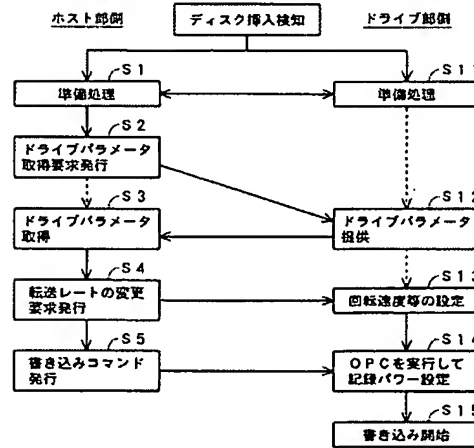 ホスト部側
ディスク挿入検知
ドライブ部側
S1
準備処理
S11
準備処理
S2
ドライブパラメータ
取得要求発行
S3
ドライブパラメータ
取得
S12
ドライブパラメータ
提供
S4
転送レートの変更
要求発行
S13
回転速度等の設定
S5
書き込みコマンド
発行
S14
OPCを実行して
記録パワー設定
S15
書き込み開始